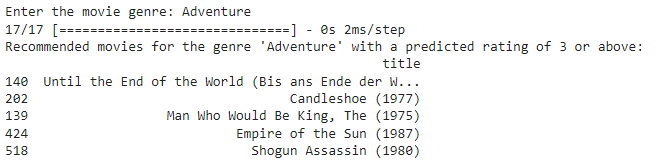 Enter the movie genre: Adventure
17/17 [==============================] - 0s 2ms/step
Recommended movies for the genre 'Adventure' with a predicted rating of 3 or above:
title
140 Until the End of the World (Bis ans Ende der W...
202 Candleshoe (1977)
139 Man Who Would Be King, The (1975)
424 Empire of the Sun (1987)
518 Shogun Assassin (1980)